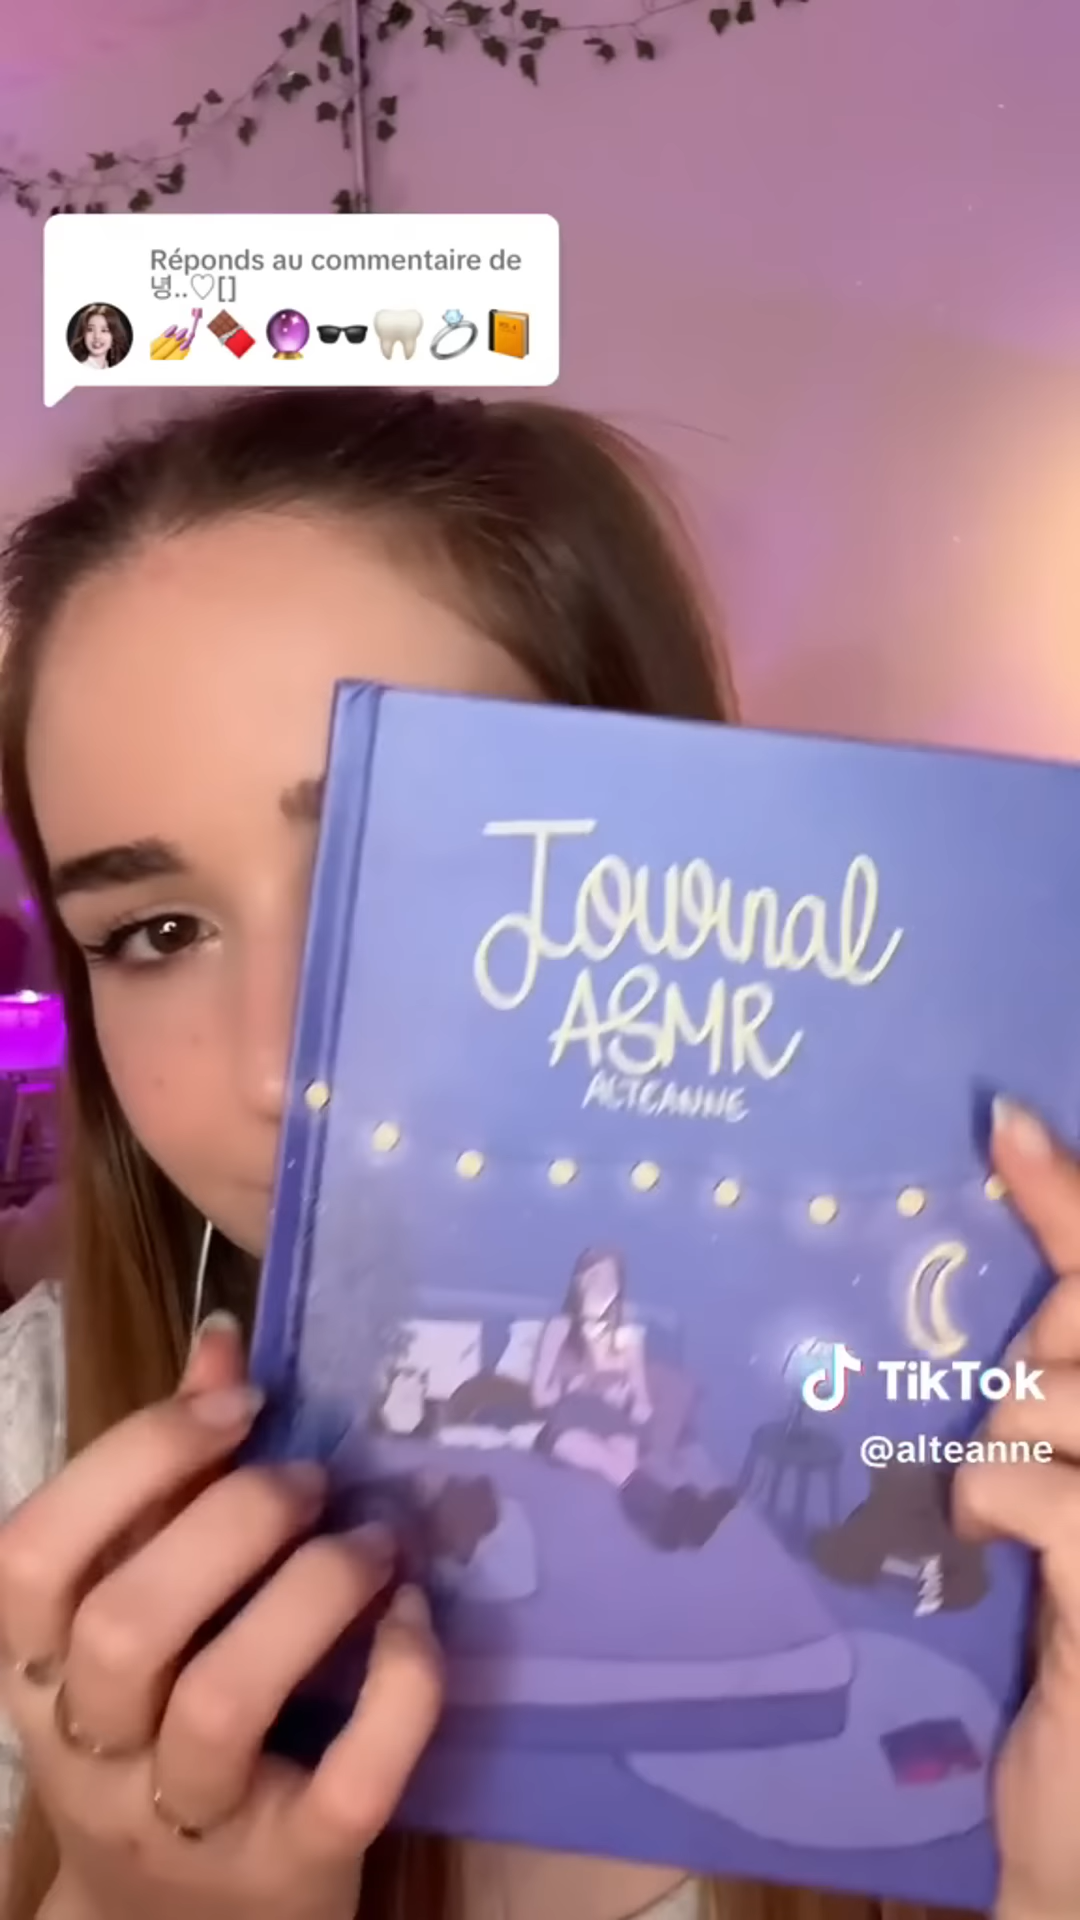 Réponds au commentaire de
녕..♡[]
💅🍫🔮🕶️🦷💍📙
Journal
ASMR
ALTEANNE
TikTok
@alteanne